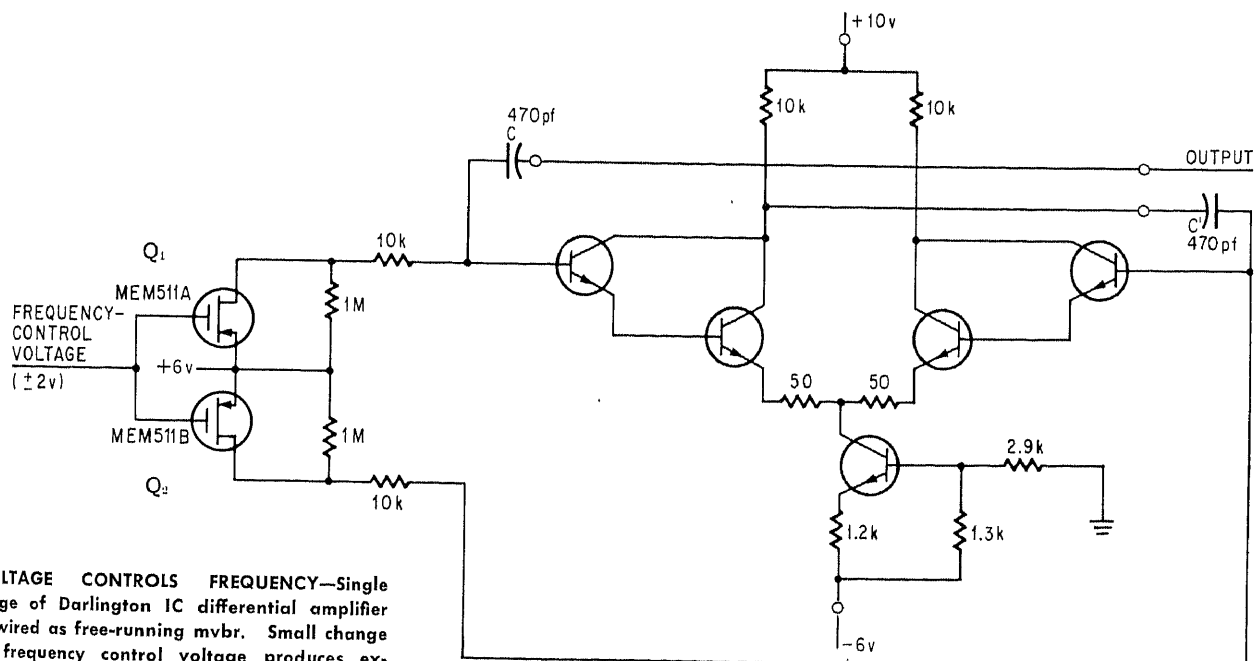 +10v
10k
10k
470pf
C
OUTPUT
C'
470pf
10k
Q₁
MEM511A
1M
FREQUENCY-
CONTROL
VOLTAGE
(±2v)
+6v
50
50
MEM511B
1M
2.9k
Q₂
10k
1.2k
1.3k
LTAGE CONTROLS FREQUENCY—Single
ge of Darlington IC differential amplifier
wired as free-running mvbr. Small change
frequency control voltage produces ex-
-6v